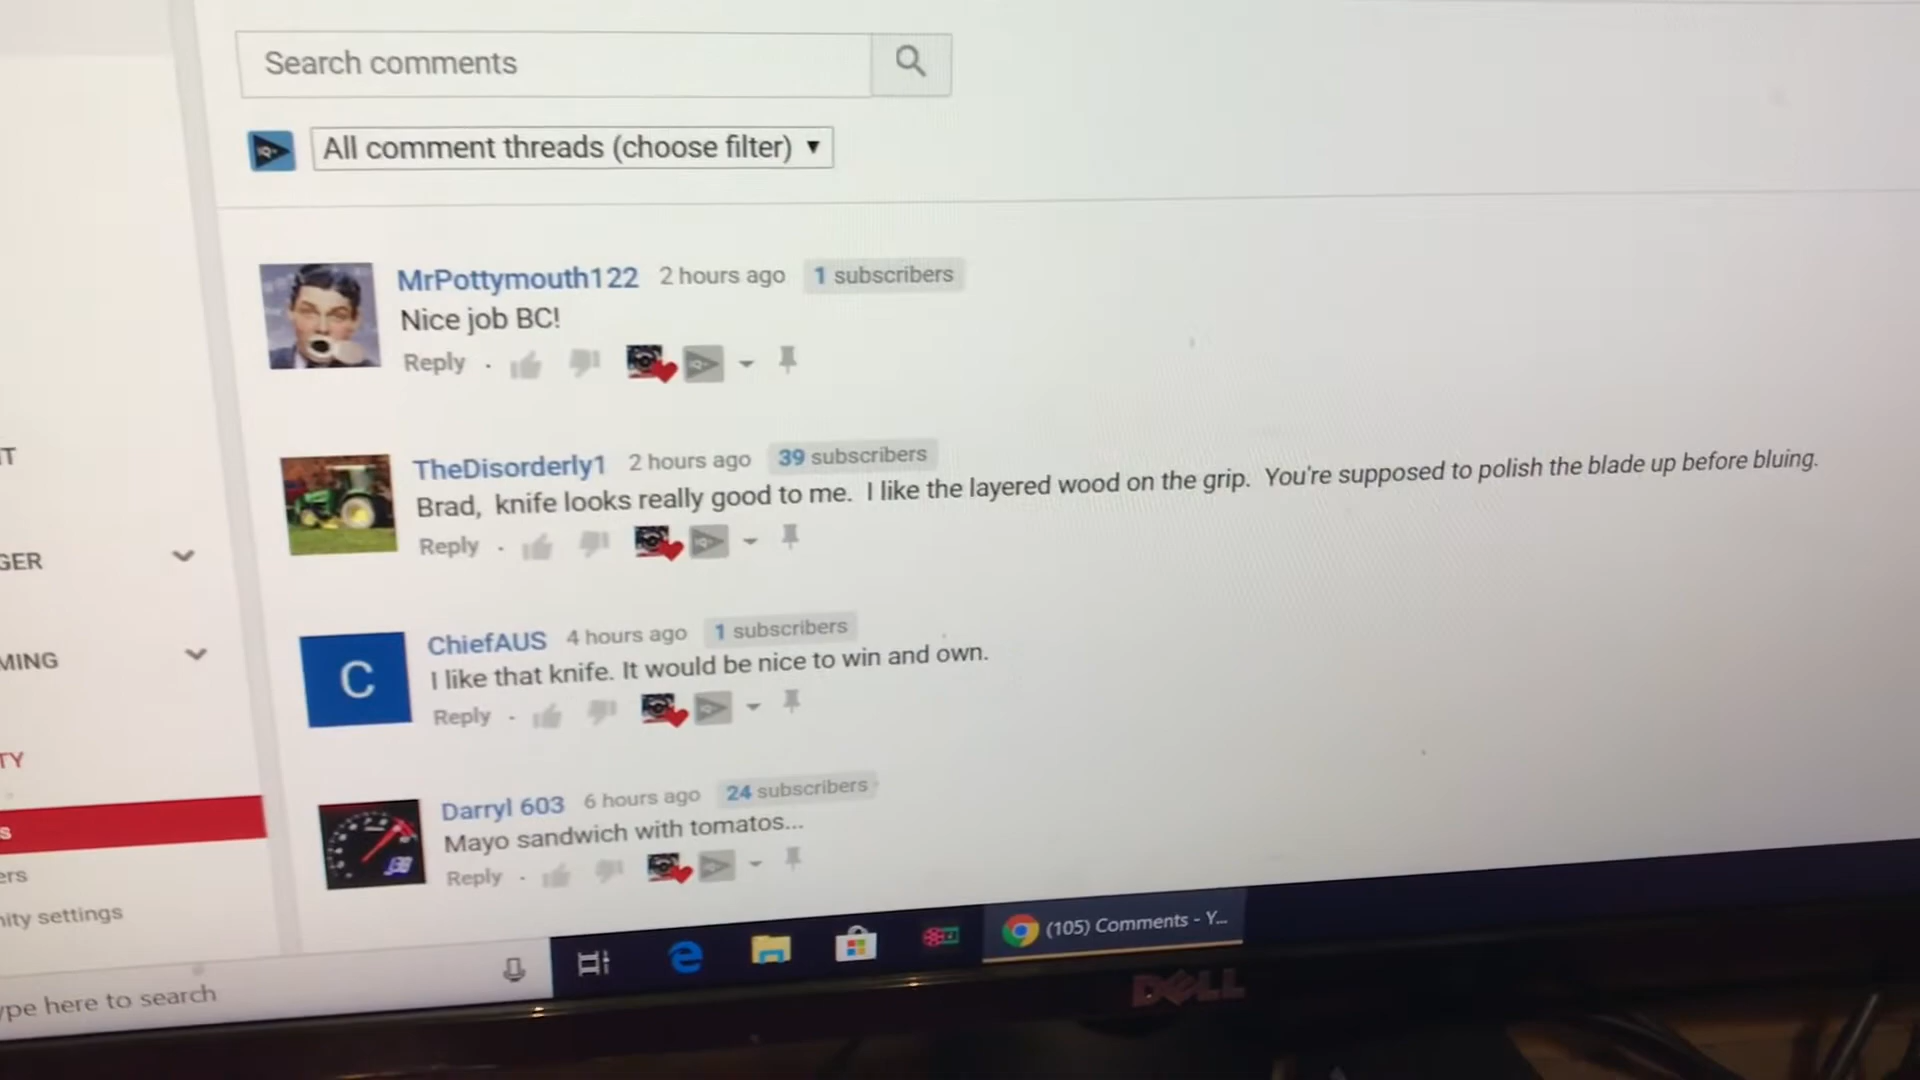 Search comments
All comment threads (choose filter) ▼
MrPottymouth122 2 hours ago 1 subscribers
Nice job BC!
Reply ·
TheDisorderly1 2 hours ago 39 subscribers
Brad, knife looks really good to me. I like the layered wood on the grip. You're supposed to polish the blade up before bluing.
Reply ·
ChiefAUS 4 hours ago 1 subscribers
C
I like that knife. It would be nice to win and own.
Reply ·
Darryl 603 6 hours ago 24 subscribers
Mayo sandwich with tomatos...
Reply ·
IT
GER
MING
TY
s
ers
nity settings
ype here to search
(105) Comments - Y...
DELL